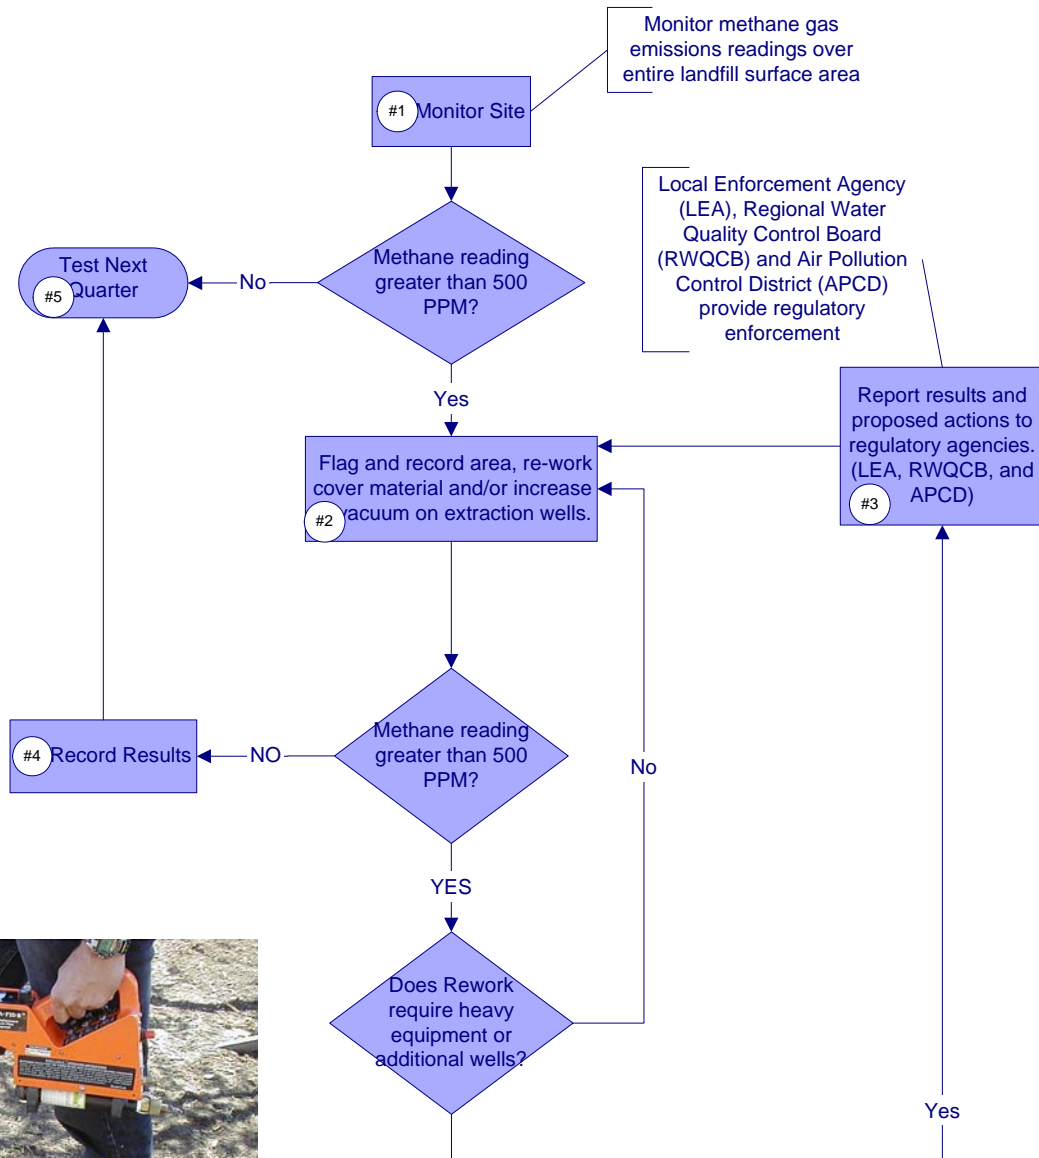 Monitor methane gas
emissions readings over
entire landfill surface area
#1 Monitor Site
Local Enforcement Agency
(LEA), Regional Water
Quality Control Board
(RWQCB) and Air Pollution
Control District (APCD)
provide regulatory
enforcement
Methane reading
greater than 500
PPM?
No
Test Next
Quarter
#5
Yes
Report results and
proposed actions to
regulatory agencies.
(LEA, RWQCB, and
APCD)
#3
Flag and record area, re-work
cover material and/or increase
vacuum on extraction wells.
#2
Methane reading
greater than 500
PPM?
NO
#4 Record Results
No
YES
Does Rework
require heavy
equipment or
additional wells?
Yes